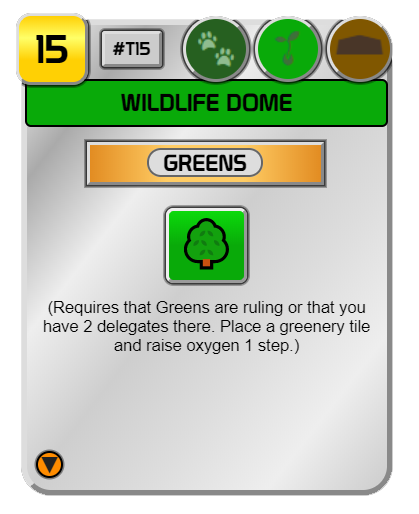 15
#T15
WILDLIFE DOME
GREENS
(Requires that Greens are ruling or that you
have 2 delegates there. Place a greenery tile
and raise oxygen 1 step.)